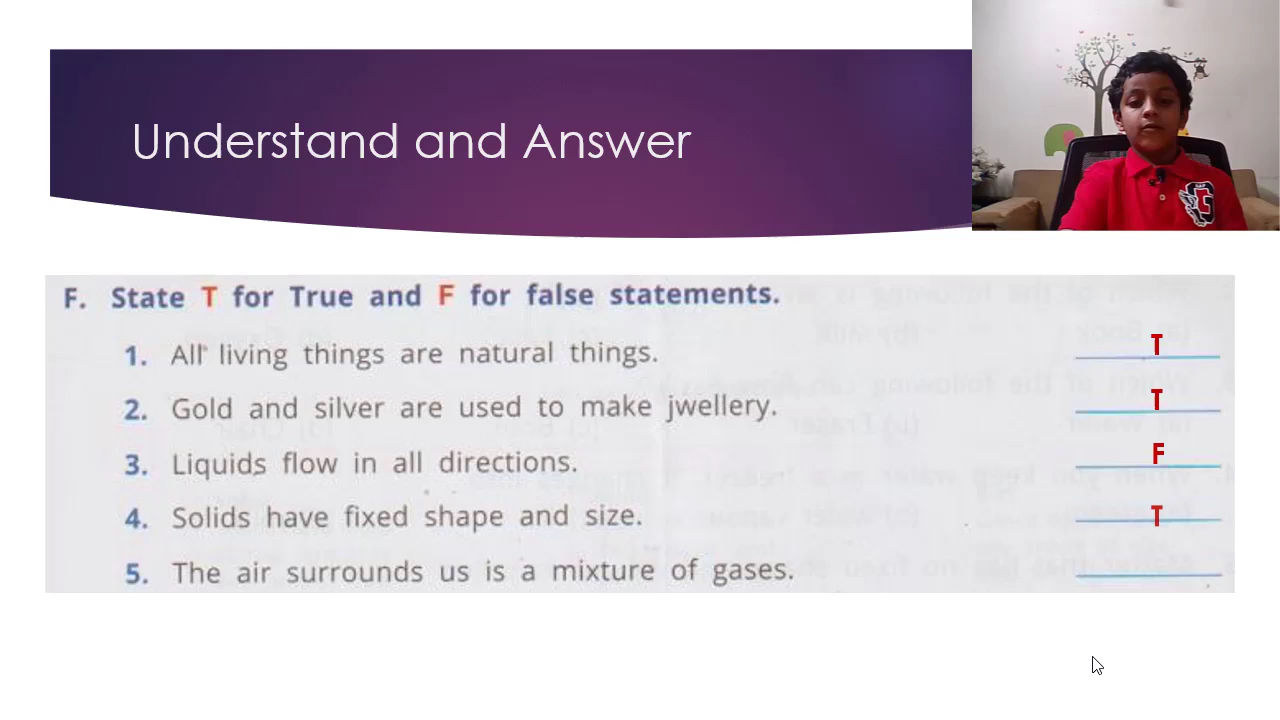 Understand and Answer
F. State T for True and F for false statements.
1. All living things are natural things. T
2. Gold and silver are used to make jwellery. T
3. Liquids flow in all directions. F
4. Solids have fixed shape and size. T
5. The air surrounds us is a mixture of gases.
G